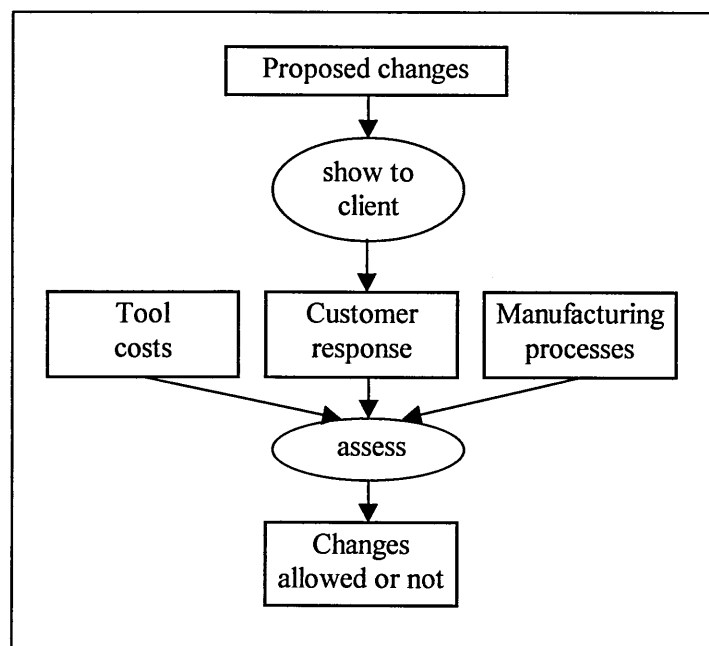 Proposed changes
show to
client
Tool
costs
Customer
response
Manufacturing
processes
assess
Changes
allowed or not